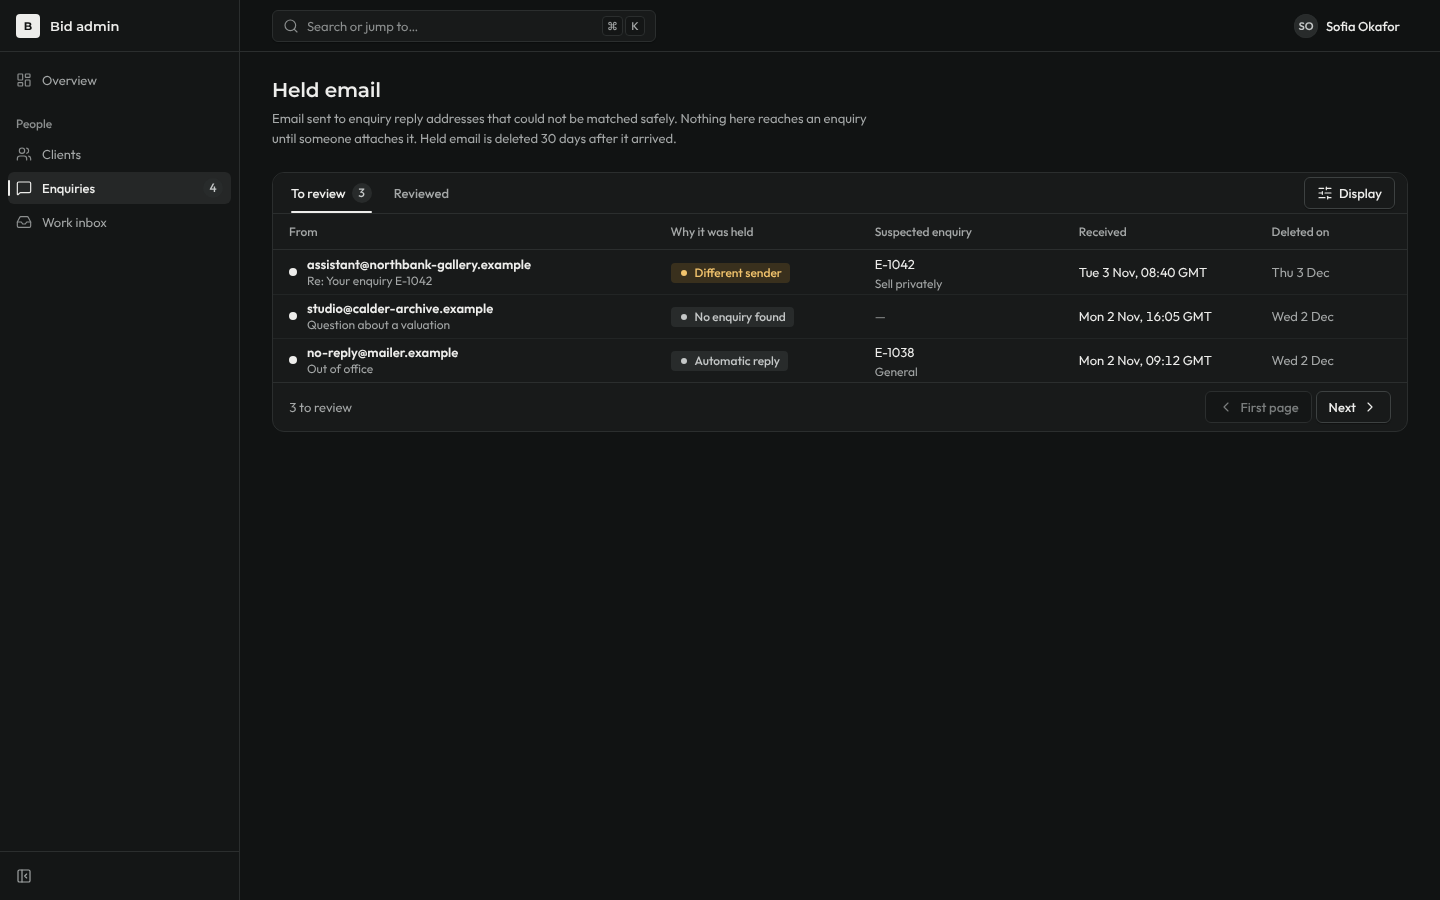 B Bid admin
Search or jump to...
⌘ K
SO Sofia Okafor
Overview
People
Clients
Enquiries 4
Work inbox
Held email
Email sent to enquiry reply addresses that could not be matched safely. Nothing here reaches an enquiry
until someone attaches it. Held email is deleted 30 days after it arrived.
To review 3 Reviewed Display
From Why it was held Suspected enquiry Received Deleted on
assistant@northbank-gallery.example
Re: Your enquiry E-1042
Different sender
E-1042
Sell privately
Tue 3 Nov, 08:40 GMT
Thu 3 Dec
studio@calder-archive.example
Question about a valuation
No enquiry found
—
Mon 2 Nov, 16:05 GMT
Wed 2 Dec
no-reply@mailer.example
Out of office
Automatic reply
E-1038
General
Mon 2 Nov, 09:12 GMT
Wed 2 Dec
3 to review
First page
Next